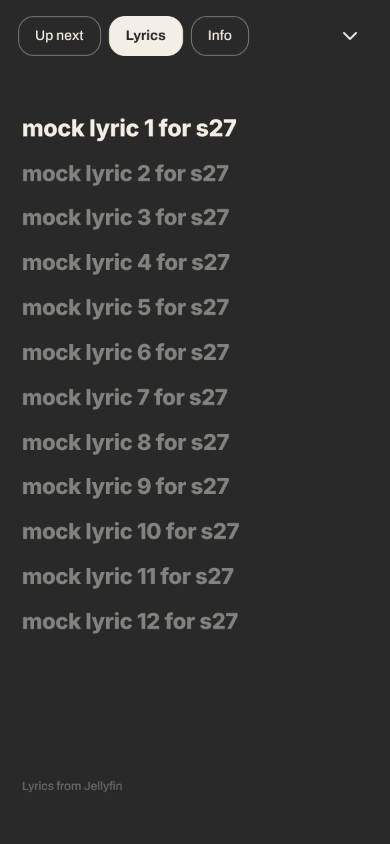 Up next Lyrics Info
mock lyric 1 for s27
mock lyric 2 for s27
mock lyric 3 for s27
mock lyric 4 for s27
mock lyric 5 for s27
mock lyric 6 for s27
mock lyric 7 for s27
mock lyric 8 for s27
mock lyric 9 for s27
mock lyric 10 for s27
mock lyric 11 for s27
mock lyric 12 for s27
Lyrics from Jellyfin